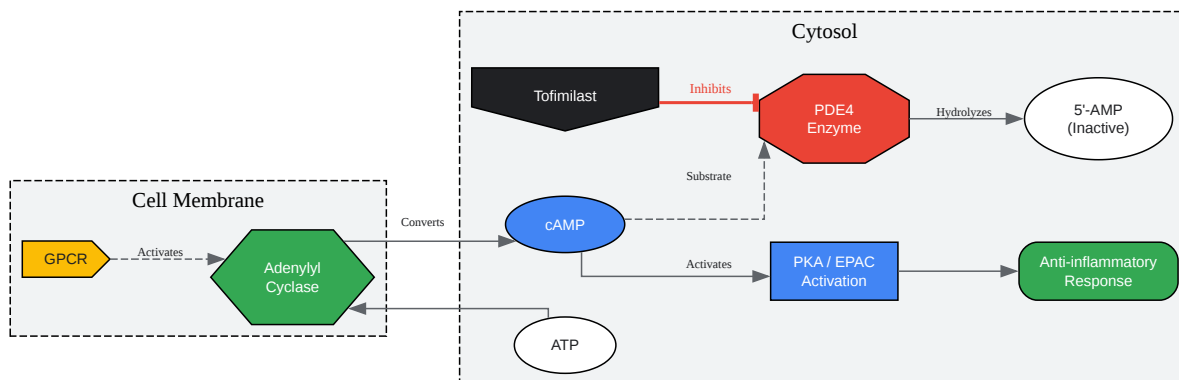 Cytosol
Tofimilast
Inhibits
PDE4
Enzyme
Hydrolyzes
5'-AMP
(Inactive)
Substrate
Cell Membrane
GPCR
Activates
Adenylyl
Cyclase
Converts
cAMP
Activates
PKA / EPAC
Activation
Anti-inflammatory
Response
ATP